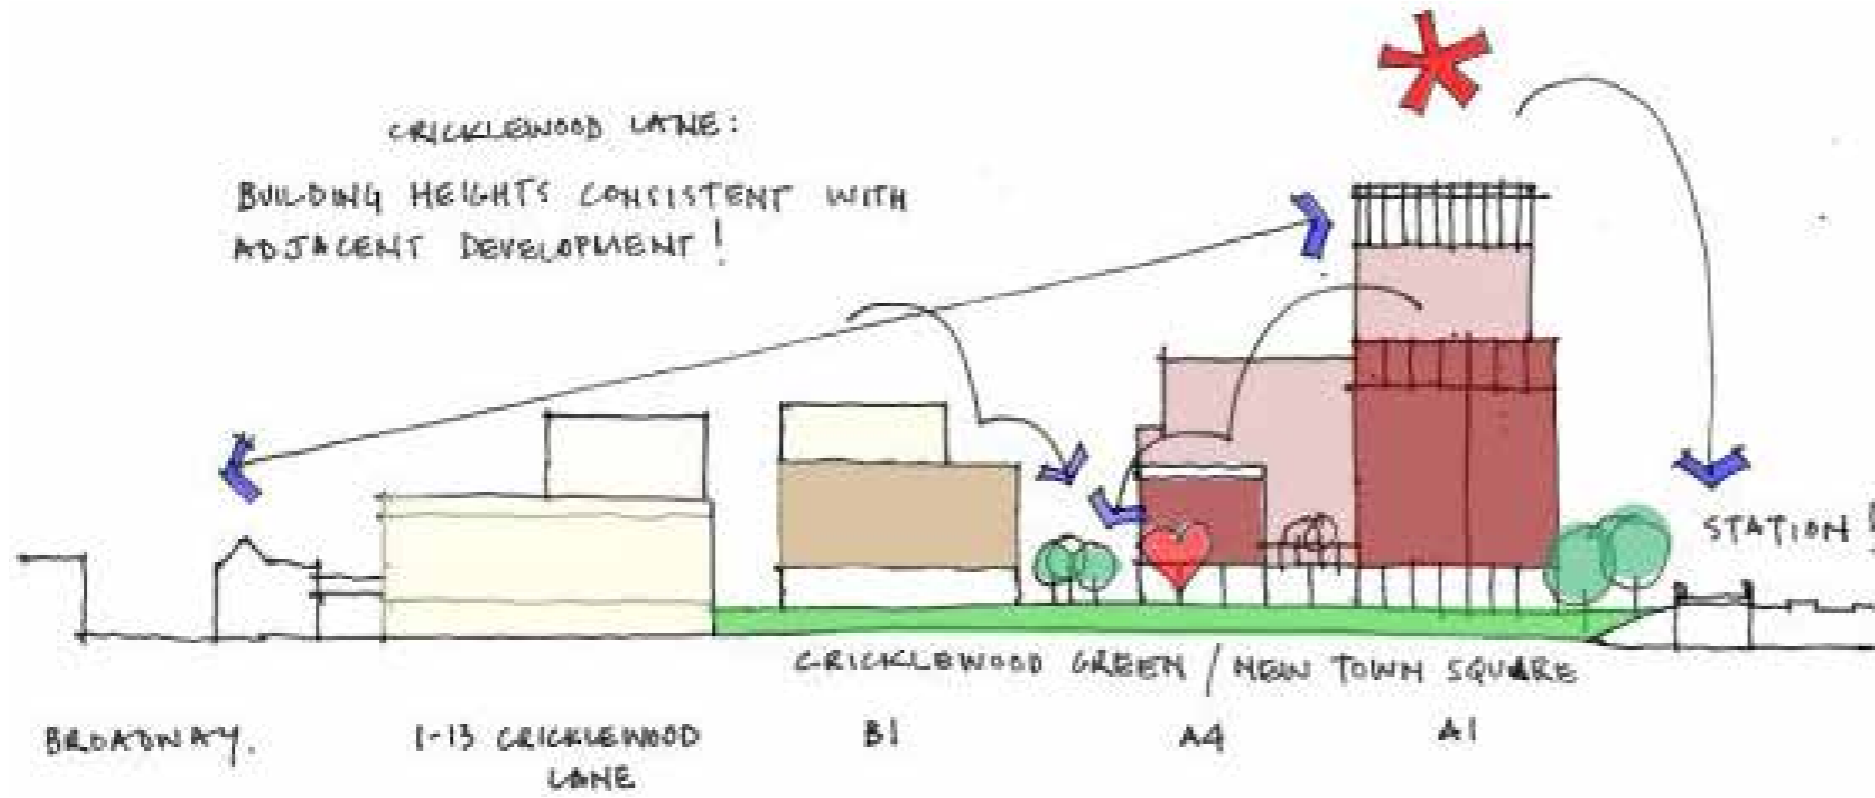 CRICKLEWOOD LANE:
BUILDING HEIGHTS CONSISTENT WITH
ADJACENT DEVELOPMENT!
STATION
CRICKLEWOOD GREEN / NEW TOWN SQUARE
BROADWAY.
1-13 CRICKLEWOOD
LANE
B1
A4
A1